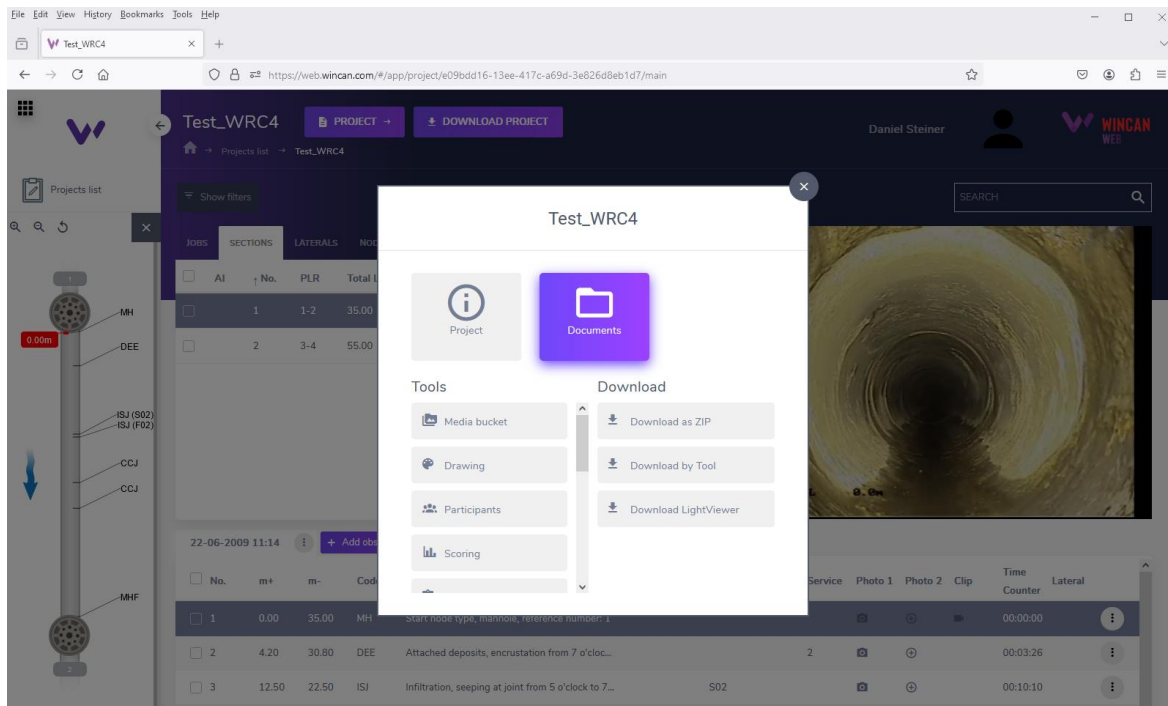 File Edit View History Bookmarks Tools Help
Test_WRC4
https://web.wincan.com/#/app/project/e09bdd16-13ee-417c-a69d-3e826d8eb1d7/main
Test_WRC4
PROJECT →
DOWNLOAD PROJECT
Daniel Steiner
WINCAN
WEB
→ Projects list → Test_WRC4
Projects list
Show filters
SEARCH
JOBS SECTIONS LATERALS NOD
AI ↑ No. PLR Total L
1 1-2 35.00
2 3-4 55.00
1
MH
0.00m
DEE
ISJ (S02)
ISJ (F02)
CCJ
CCJ
MHF
2
Test_WRC4
Project
Documents
Tools
Media bucket
Drawing
Participants
Scoring
Download
Download as ZIP
Download by Tool
Download LightViewer
0.0m
22-06-2009 11:14 + Add obs
No. m+ m- Code Service Photo 1 Photo 2 Clip Time Counter Lateral
1 0.00 35.00 MH Start node type, manhole, reference number: 1 00:00:00
2 4.20 30.80 DEE Attached deposits, encrustation from 7 o'cloc... 2 00:03:26
3 12.50 22.50 ISJ Infiltration, seeping at joint from 5 o'clock to 7... S02 00:10:10